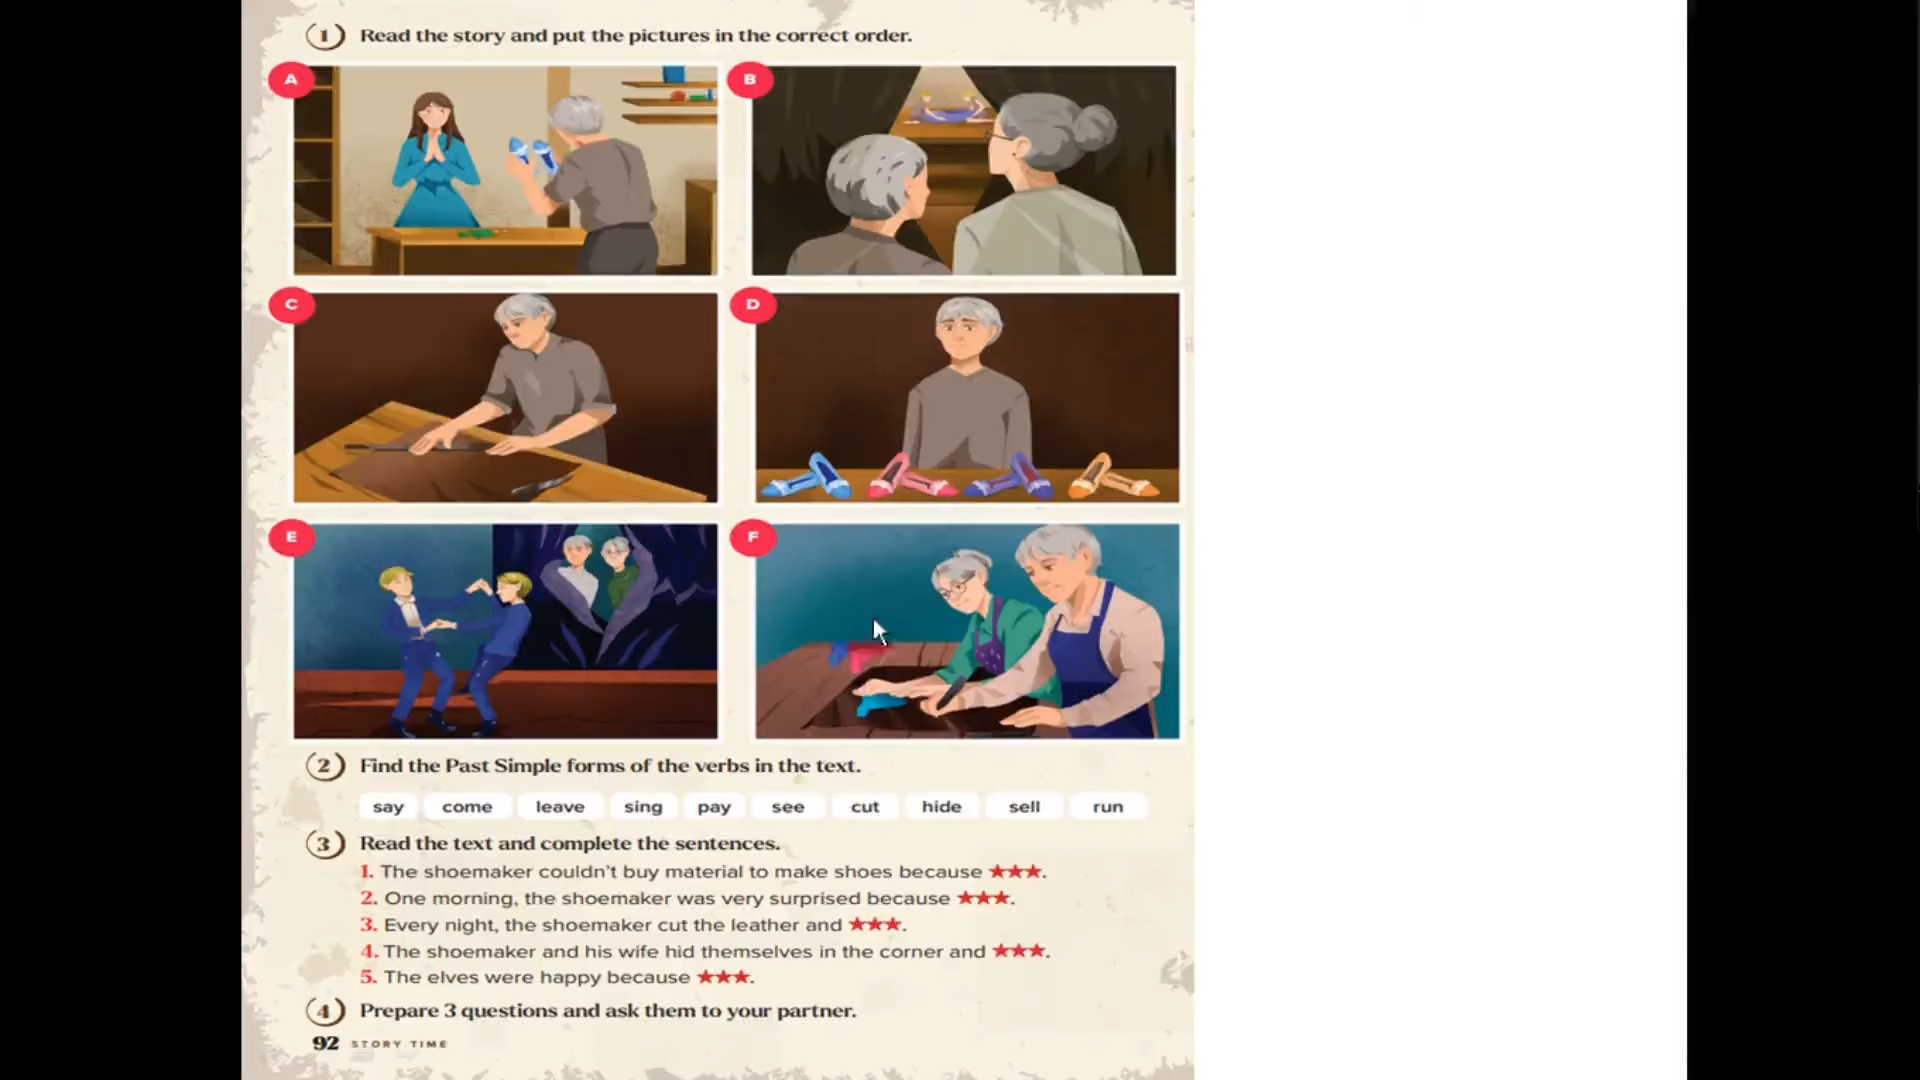 1 Read the story and put the pictures in the correct order.
A
B
C
D
E
F
2 Find the Past Simple forms of the verbs in the text.
say come leave sing pay see cut hide sell run
3 Read the text and complete the sentences.
1. The shoemaker couldn't buy material to make shoes because ★★★.
2. One morning, the shoemaker was very surprised because ★★★.
3. Every night, the shoemaker cut the leather and ★★★.
4. The shoemaker and his wife hid themselves in the corner and ★★★.
5. The elves were happy because ★★★.
4 Prepare 3 questions and ask them to your partner.
92 STORY TIME